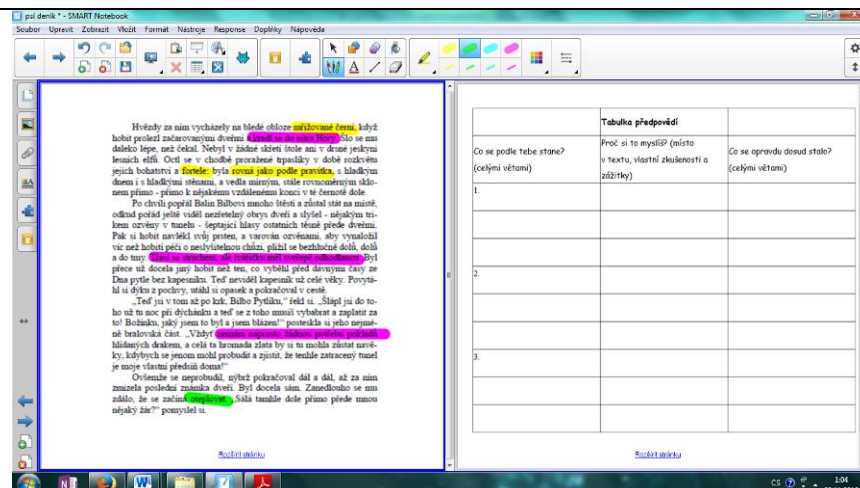 psí deník * - SMART Notebook
Soubor Upravit Zobrazit Vložit Formát Nástroje Response Doplňky Nápověda
Hvězdy za ním vycházely na bledé obloze mřížované černí, když
hobit prolezl začarovanými dveřmi a kradl se do nitra Hory. Šlo se mu
daleko lépe, než čekal. Nebyl v žádné skřetí štole ani v drsné jeskyni
lesních elfů. Octl se v chodbě proražené trpaslíky v době rozkvětu
jejich bohatství a fortele: byla rovná jako podle pravítka, s hladkým
dnem i s hladkými stěnami, a vedla mírným, stále rovnoměrným sklo-
nem přímo - přímo k nějakému vzdálenému konci v té černotě dole.
Po chvíli popřál Balin Bilbovi mnoho štěstí a zůstal stát na místě,
odkud pořád ještě viděl nezřetelný obrys dveří a slyšel - nějakým tri-
kem ozvěny v tunelu - šeptající hlasy ostatních těsně přede dveřmi.
Pak si hobit navlékl svůj prsten, a varován ozvěnami, aby vynaložil
víc než hobití péči o neslyšitelnou chůzi, plížil se bezhlučně dolů, dolů
a do tmy. Třásl se strachem, ale tvářičku měl sveřepě odhodlanou. Byl
přece už docela jiný hobit než ten, co vyběhl před dávnými časy ze
Dna pytle bez kapesníku. Teď neviděl kapesník už celé věky. Povytá-
hl si dýku z pochvy, utáhl si opasek a pokračoval v cestě.
„Teď jsi v tom až po krk, Bilbo Pytlíku,“ řekl si. „Šlápl jsi do to-
ho už tu noc při dýchánku a teď se z toho musíš vybabrat a zaplatit za
to! Božínku, jaký jsem to byl a jsem blázen!“ posteskla si jeho nejmé-
ně bralovská část. „Vždyť nemám naprosto žádnou potřebu pokladů
hlídaných drakem, a celá ta hromada zlata by si tu mohla zůstat navě-
ky, kdybych se jenom mohl probudit a zjistit, že tenhle zatracený tunel
je moje vlastní předsíň doma!“
Ovšemže se neprobudil, nýbrž pokračoval dál a dál, až za ním
zmizela poslední známka dveří. Byl docela sám. Zanedlouho se mu
zdálo, že se začíná oteplovat. „Sálá tamhle dole přímo přede mnou
nějaký žár?“ pomyslel si.
Rozšířit stránku
Tabulka předpovědí
Co se podle tebe stane?
(celými větami)
Proč si to myslíš? (místo
v textu, vlastní zkušenosti a
zážitky)
Co se opravdu dosud stalo?
(celými větami)
1.
2.
3.
Rozšířit stránku
CS
1:04